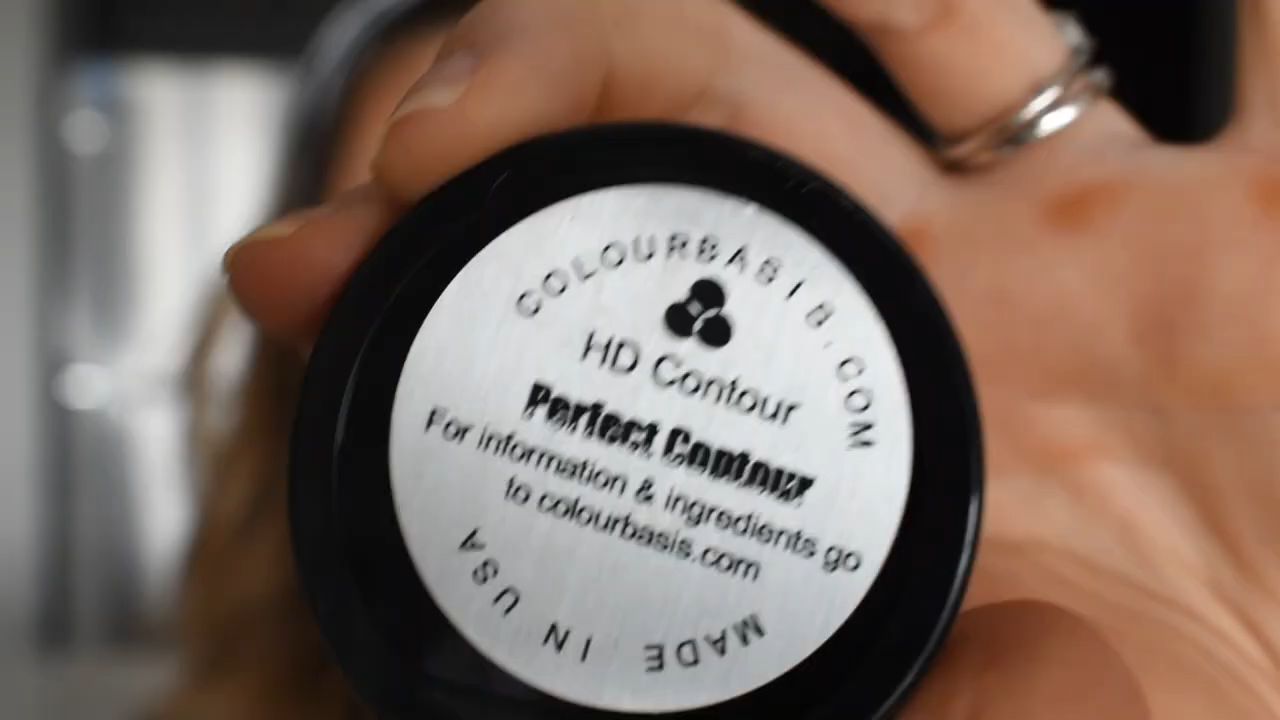 COLOURBASIS.COM
HD Contour
Perfect Contour
For information & ingredients go
to colourbasis.com
MADE IN USA